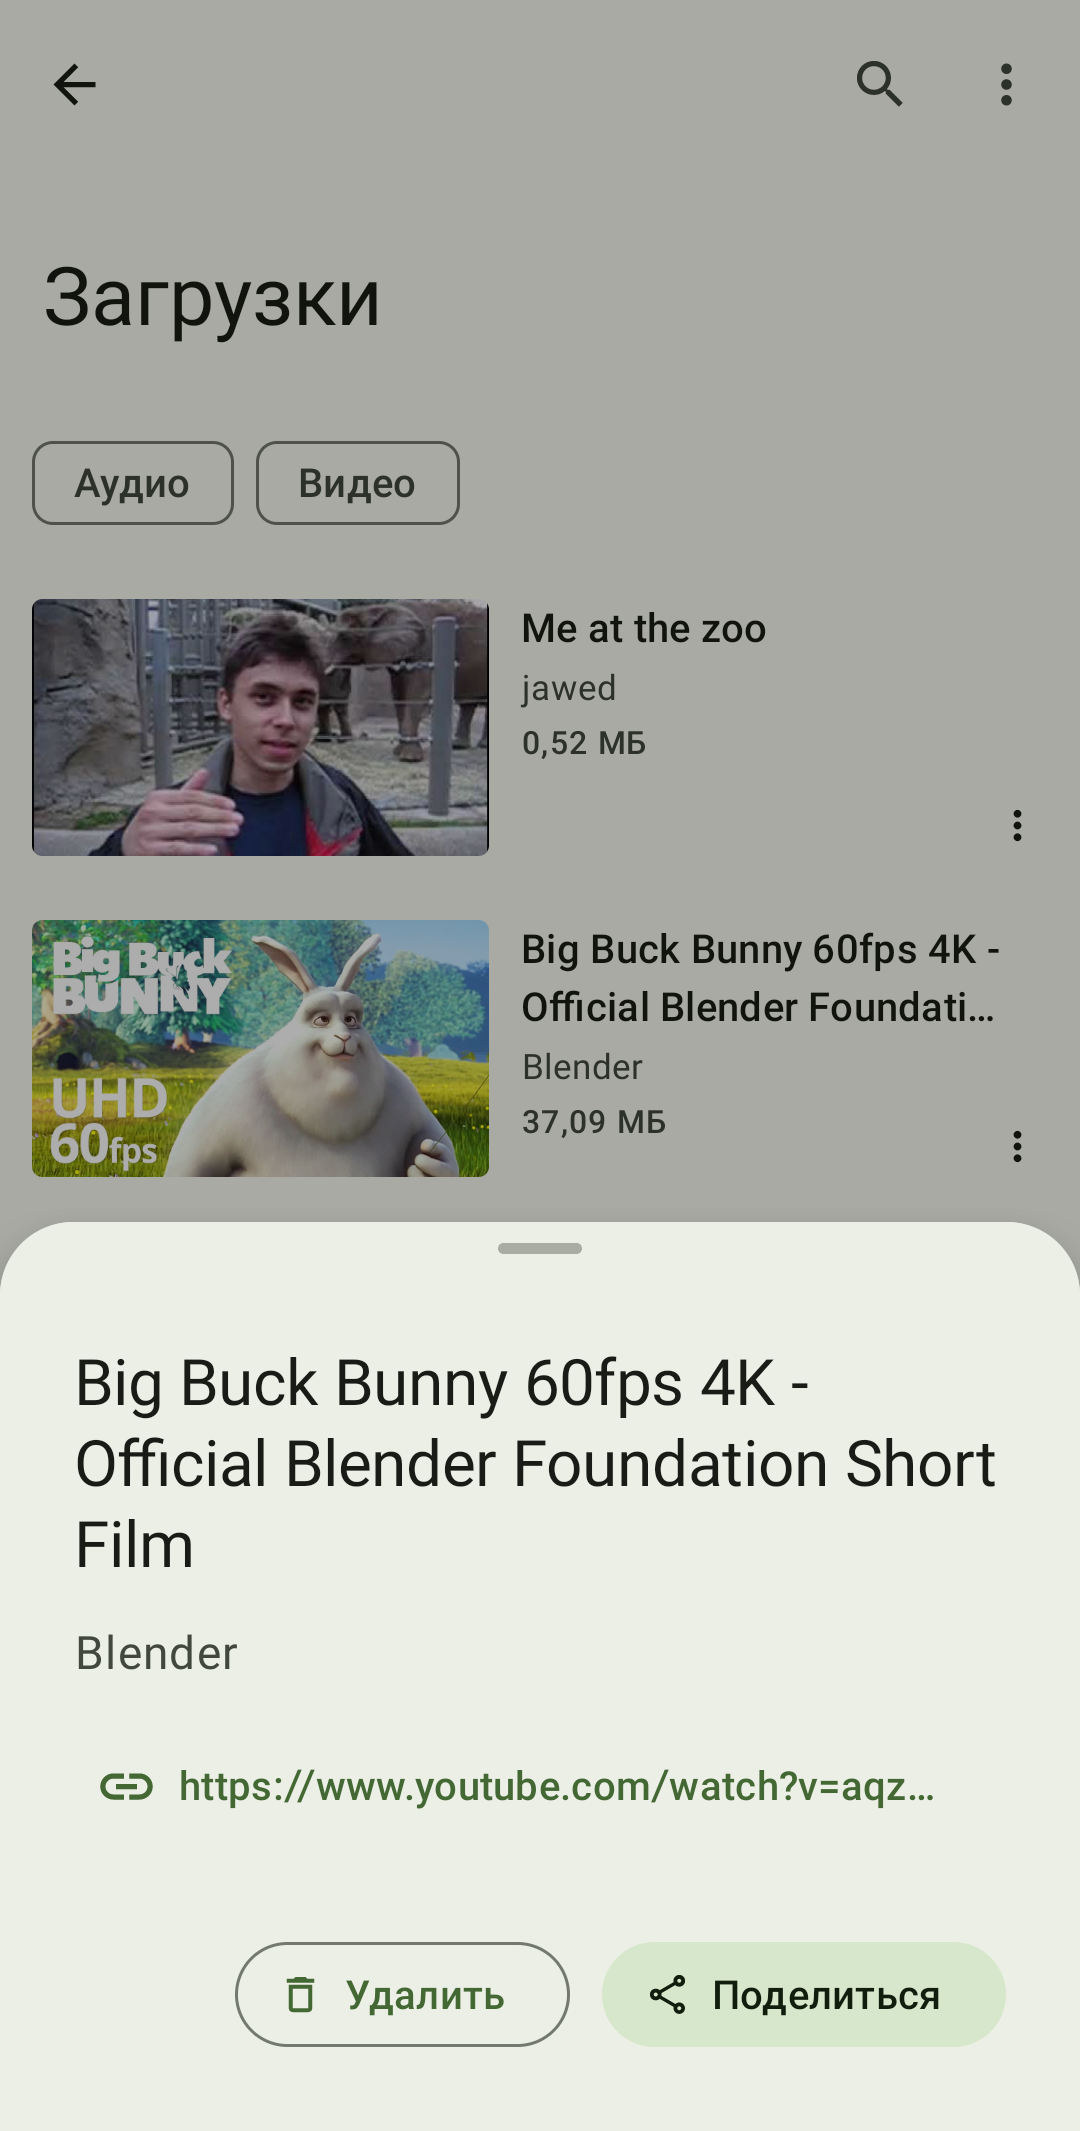 Загрузки
Аудио
Видео
Me at the zoo
jawed
0,52 МБ
Big Buck
BUNNY
UHD
60fps
Big Buck Bunny 60fps 4K -
Official Blender Foundati…
Blender
37,09 МБ
Big Buck Bunny 60fps 4K -
Official Blender Foundation Short
Film
Blender
https://www.youtube.com/watch?v=aqz…
Удалить
Поделиться